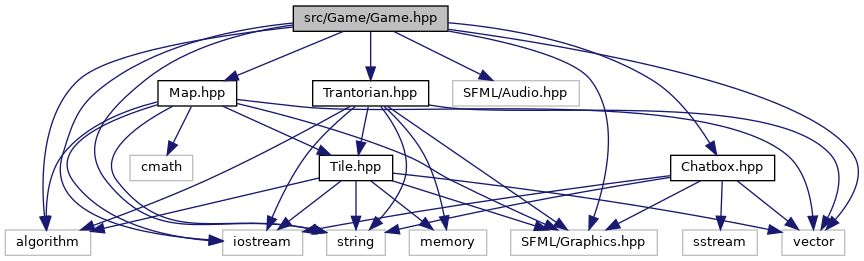 src/Game/Game.hpp
Map.hpp
Trantorian.hpp
SFML/Audio.hpp
cmath
Tile.hpp
Chatbox.hpp
algorithm
iostream
string
memory
SFML/Graphics.hpp
sstream
vector